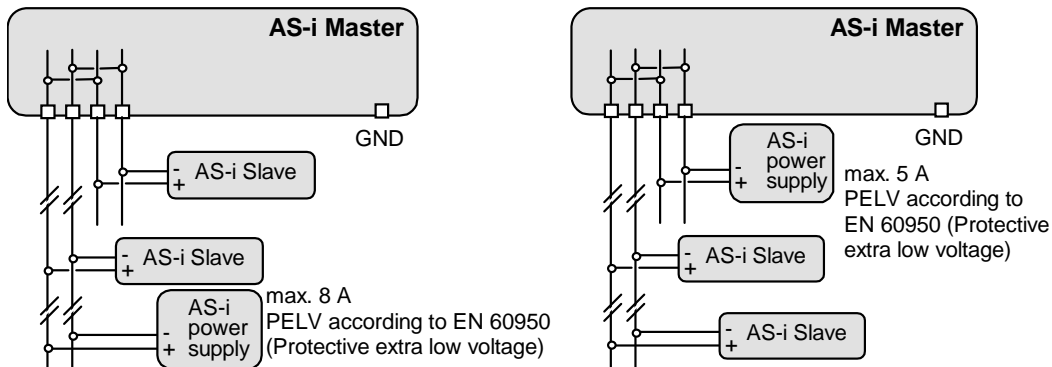 AS-i Master
GND
- AS-i Slave
+
- AS-i Slave
+
AS-i
- power
+ supply
max. 8 A
PELV according to EN 60950
(Protective extra low voltage)
AS-i Master
GND
AS-i
- power
+ supply
max. 5 A
PELV according to
EN 60950 (Protective
extra low voltage)
- AS-i Slave
+
- AS-i Slave
+